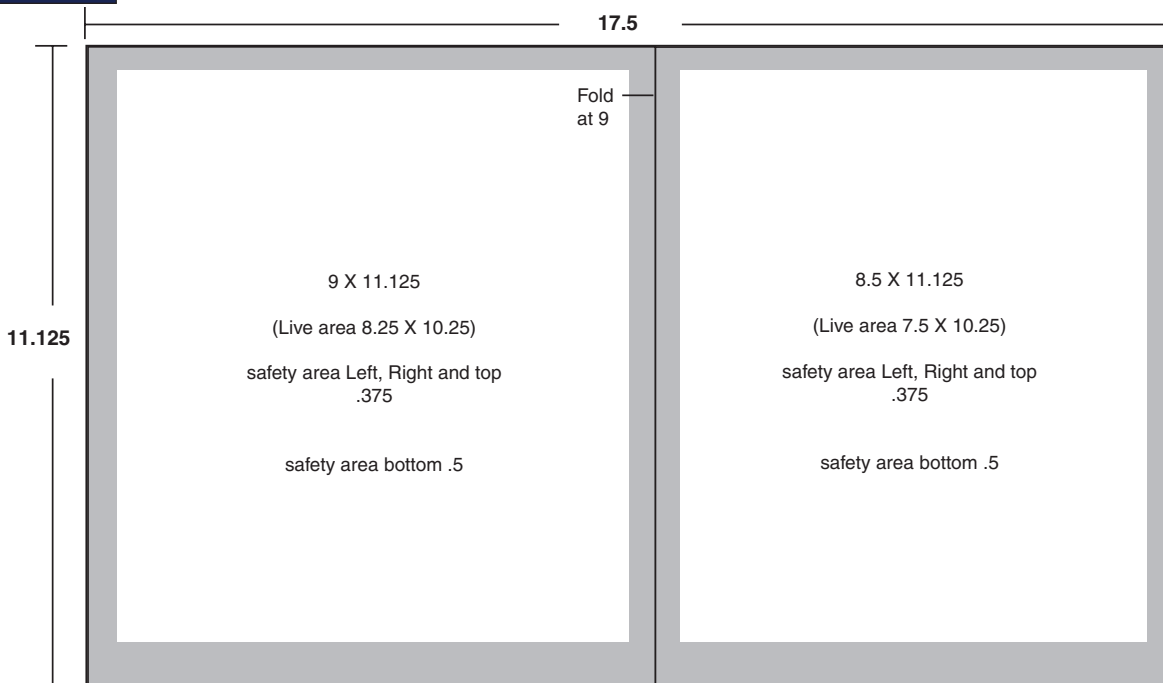 17.5
Fold
at 9
11.125
9 X 11.125
(Live area 8.25 X 10.25)
safety area Left, Right and top
.375
safety area bottom .5
8.5 X 11.125
(Live area 7.5 X 10.25)
safety area Left, Right and top
.375
safety area bottom .5